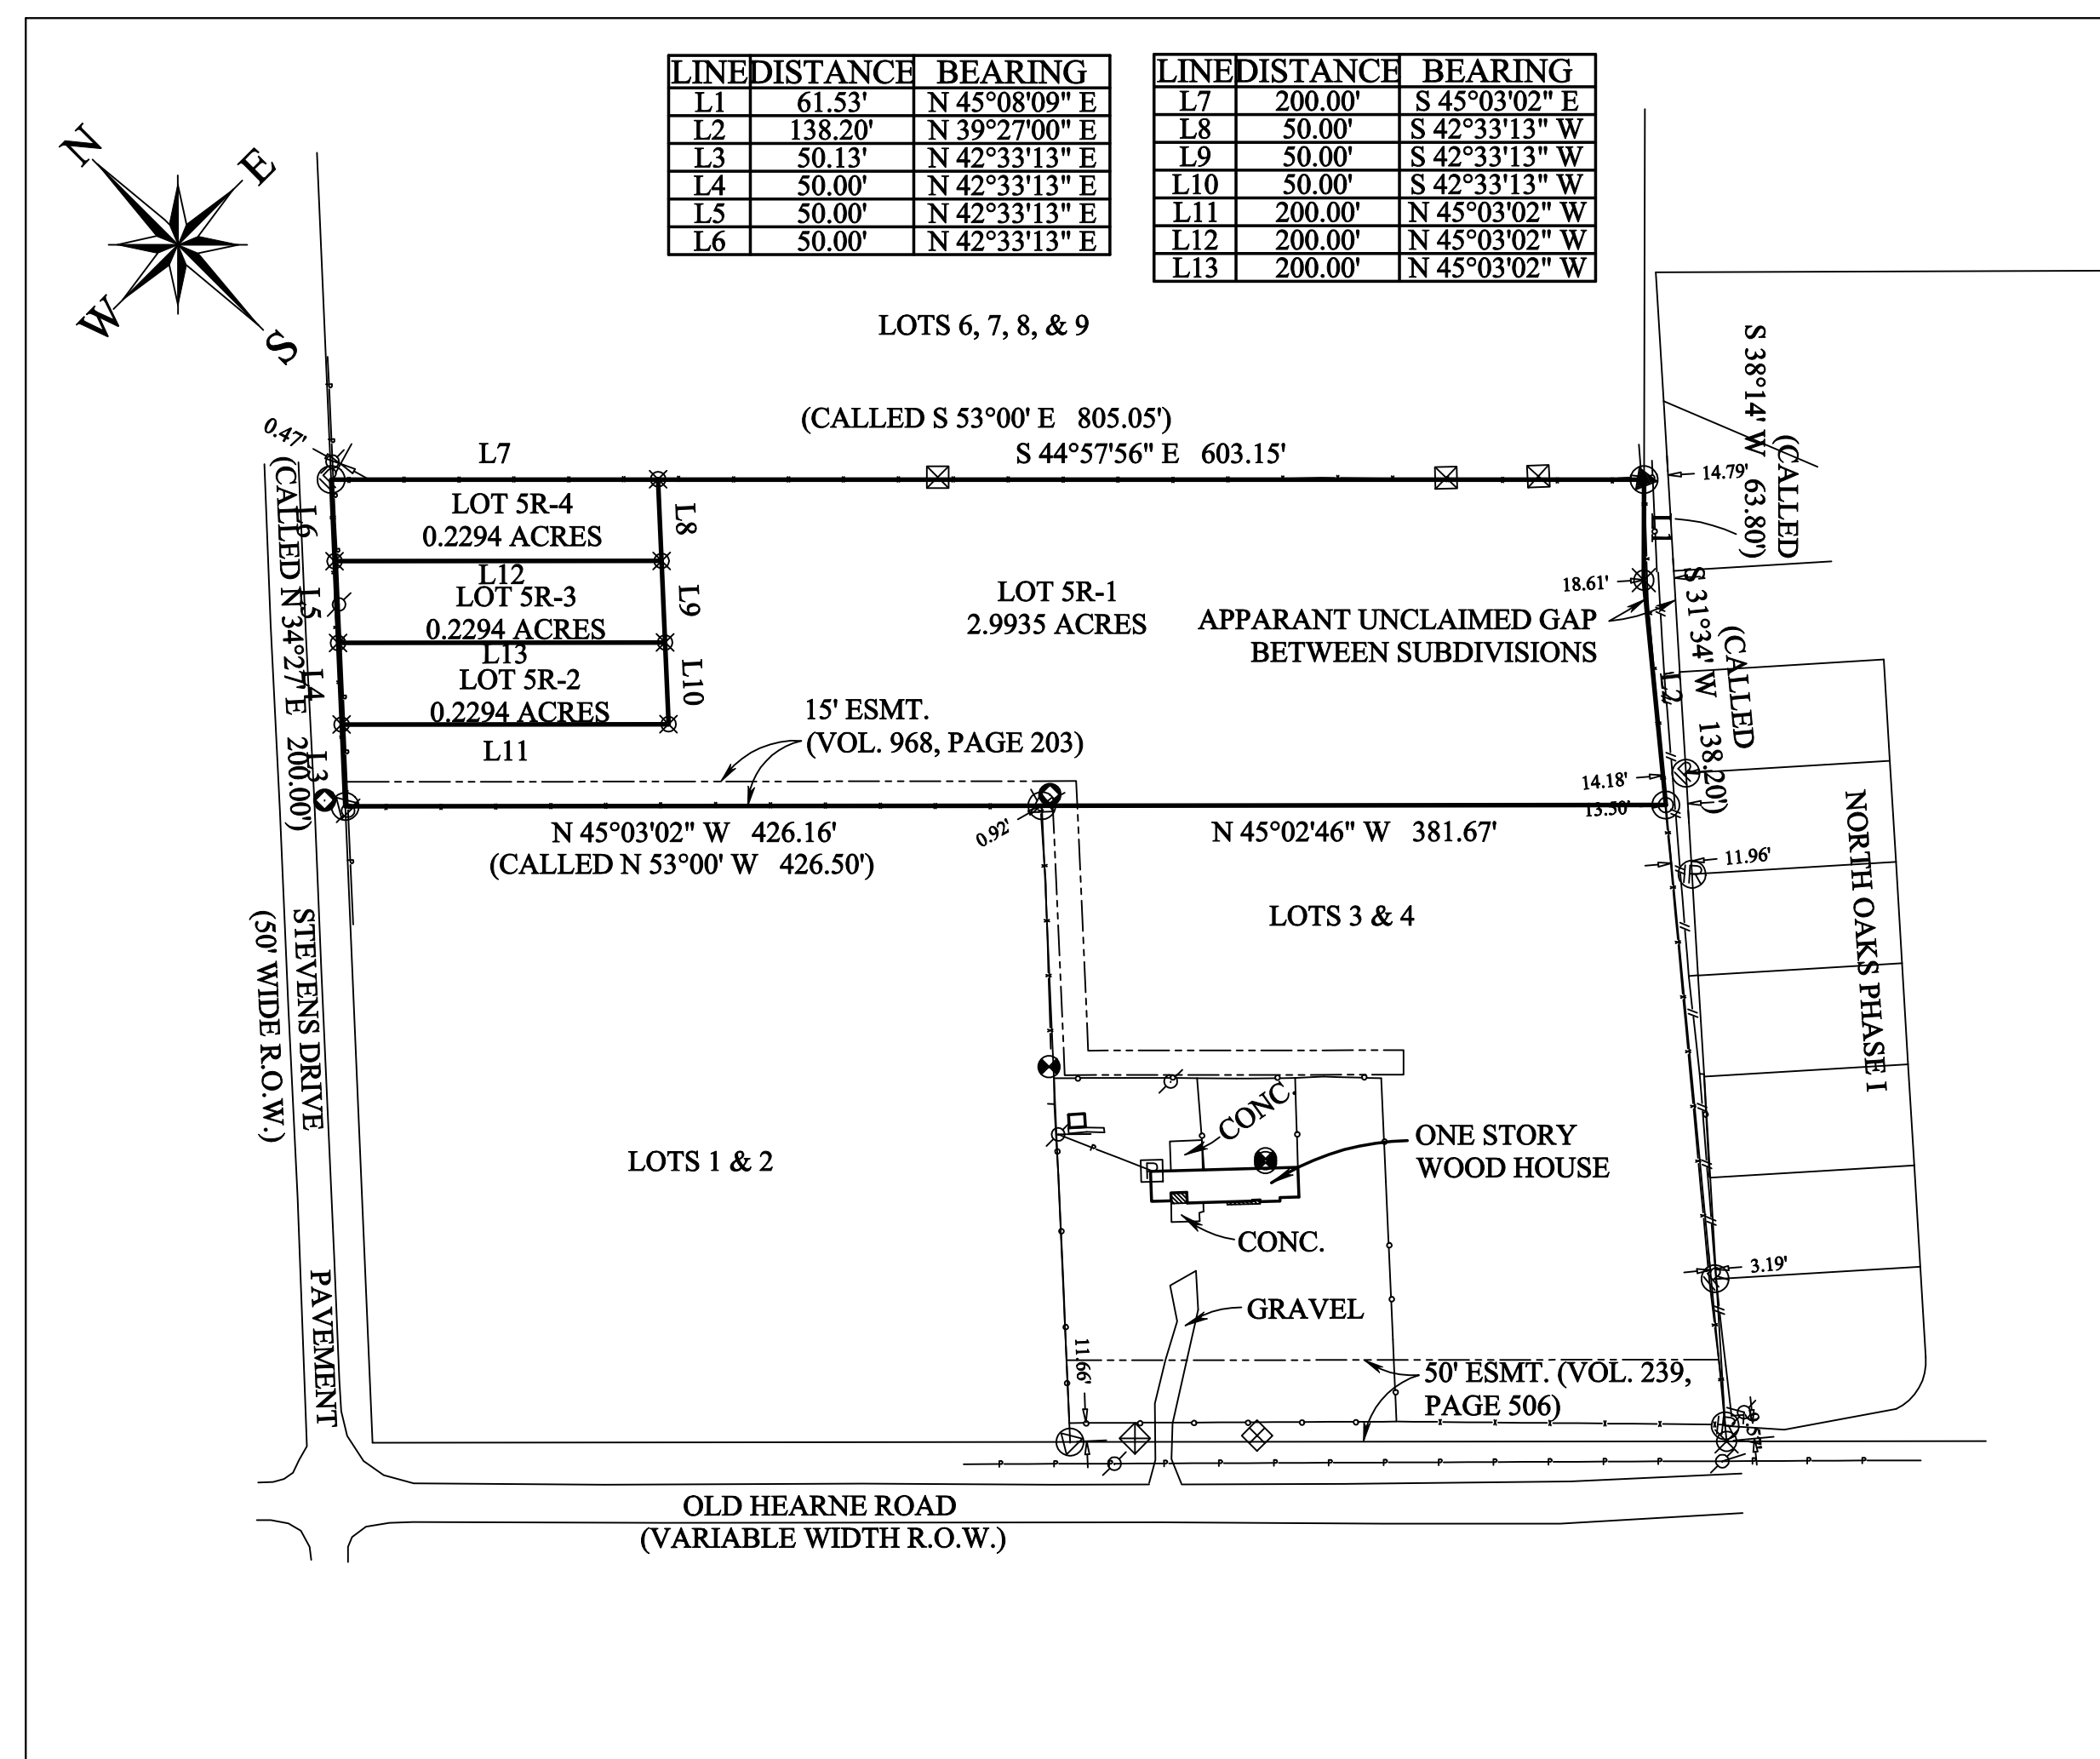 LINE DISTANCE BEARING
L1 61.53' N 45°08'09" E
L2 138.20' N 39°27'00" E
L3 50.13' N 42°33'13" E
L4 50.00' N 42°33'13" E
L5 50.00' N 42°33'13" E
L6 50.00' N 42°33'13" E
LINE DISTANCE BEARING
L7 200.00' S 45°03'02" E
L8 50.00' S 42°33'13" W
L9 50.00' S 42°33'13" W
L10 50.00' S 42°33'13" W
L11 200.00' N 45°03'02" W
L12 200.00' N 45°03'02" W
L13 200.00' N 45°03'02" W
N
E
W
S
LOTS 6, 7, 8, & 9
(CALLED S 53°00' E 805.05')
S 44°57'56" E 603.15'
L7
0.47'
(CALLED N 34°27' E 200.00')
L6
L5
L4
L3
LOT 5R-4
0.2294 ACRES
L12
LOT 5R-3
0.2294 ACRES
L13
LOT 5R-2
0.2294 ACRES
L11
L8
L9
L10
LOT 5R-1
2.9935 ACRES
APPARANT UNCLAIMED GAP
BETWEEN SUBDIVISIONS
15' ESMT.
(VOL. 968, PAGE 203)
14.79'
L1
18.61'
L2
(CALLED
S 38°14' W 63.80')
(CALLED
S 31°34' W 138.20')
14.18'
13.50'
11.96'
N 45°03'02" W 426.16'
(CALLED N 53°00' W 426.50')
0.92'
N 45°02'46" W 381.67'
LOTS 3 & 4
NORTH OAKS PHASE I
STEVENS DRIVE
(50' WIDE R.O.W.)
PAVEMENT
LOTS 1 & 2
CONC.
ONE STORY
WOOD HOUSE
P
CONC.
GRAVEL
3.19'
11.66'
50' ESMT. (VOL. 239,
PAGE 506)
OLD HEARNE ROAD
(VARIABLE WIDTH R.O.W.)